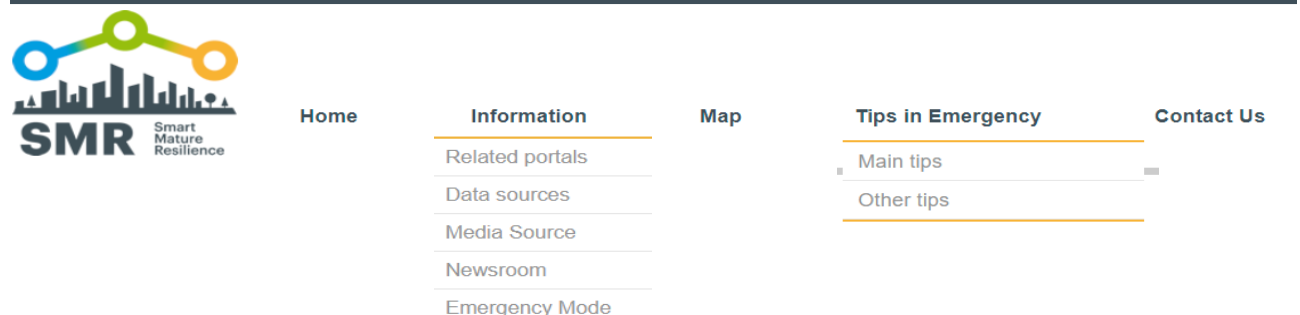 SMR Smart
Mature
Resilience
Home Information Map Tips in Emergency Contact Us
Related portals
Data sources
Media Source
Newsroom
Emergency Mode
Main tips
Other tips